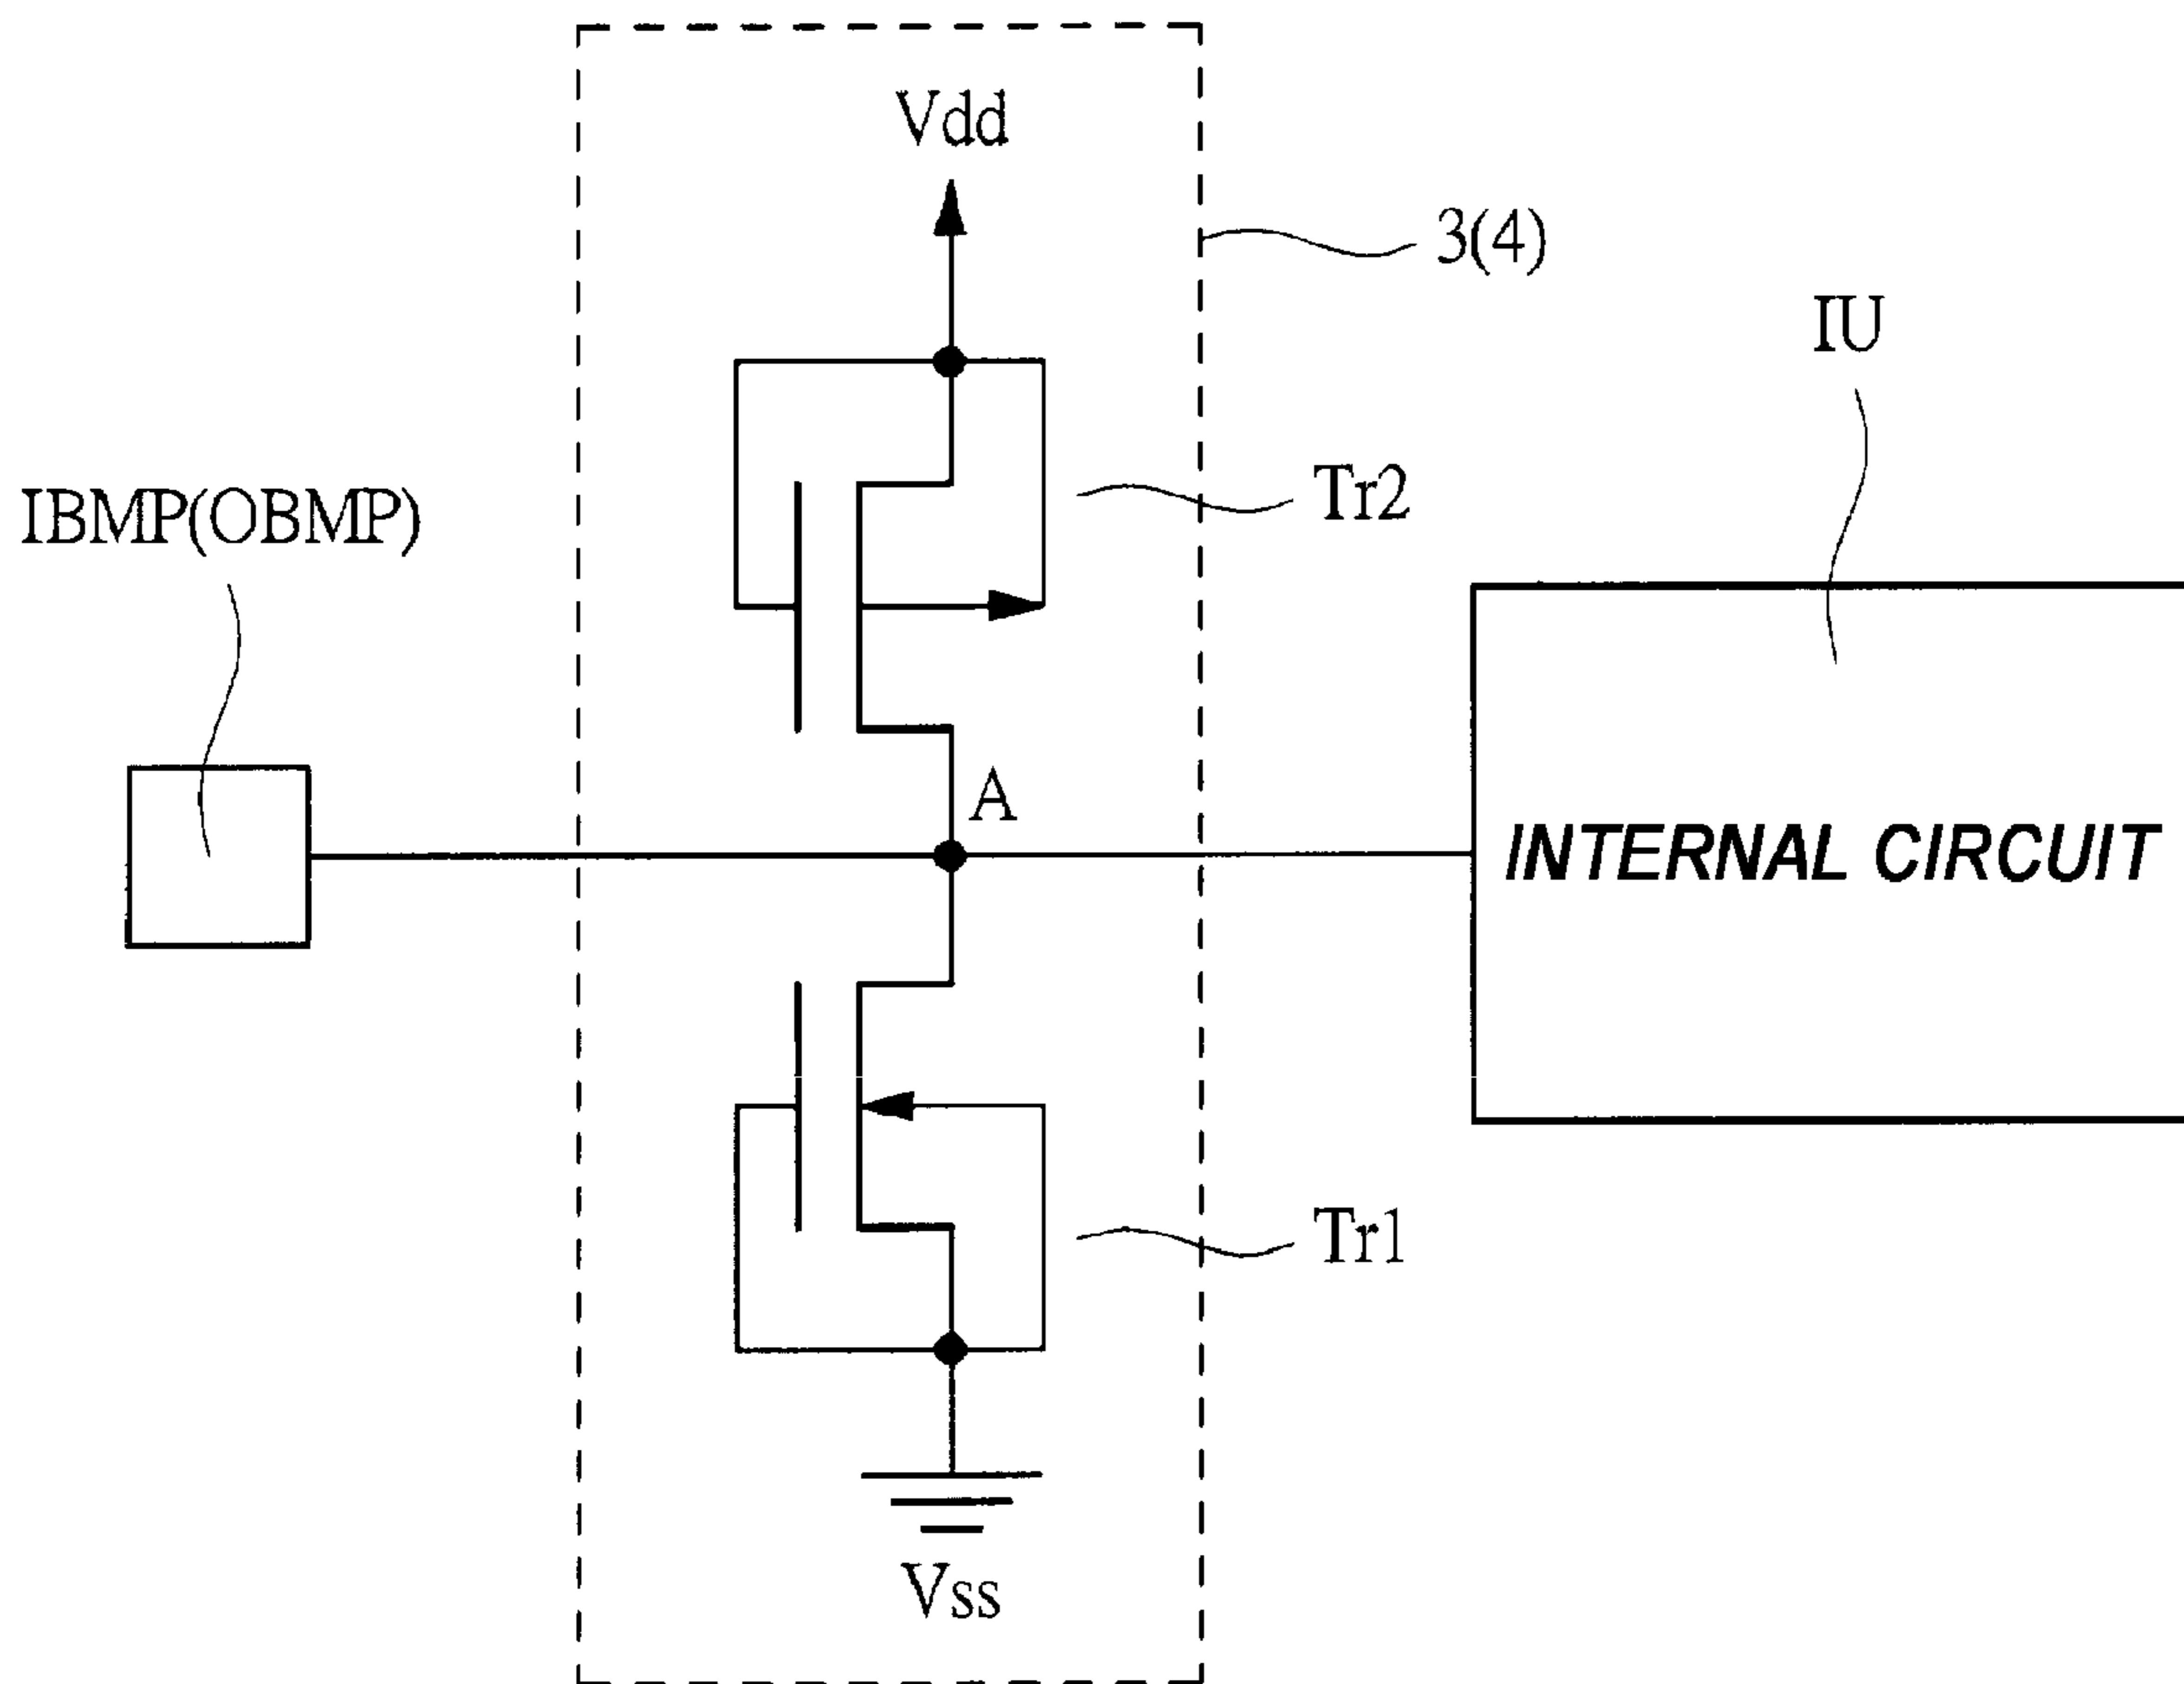 Vdd
3(4)
IU
Tr2
IBMP(OBMP)
A
INTERNAL CIRCUIT
Tr1
Vss